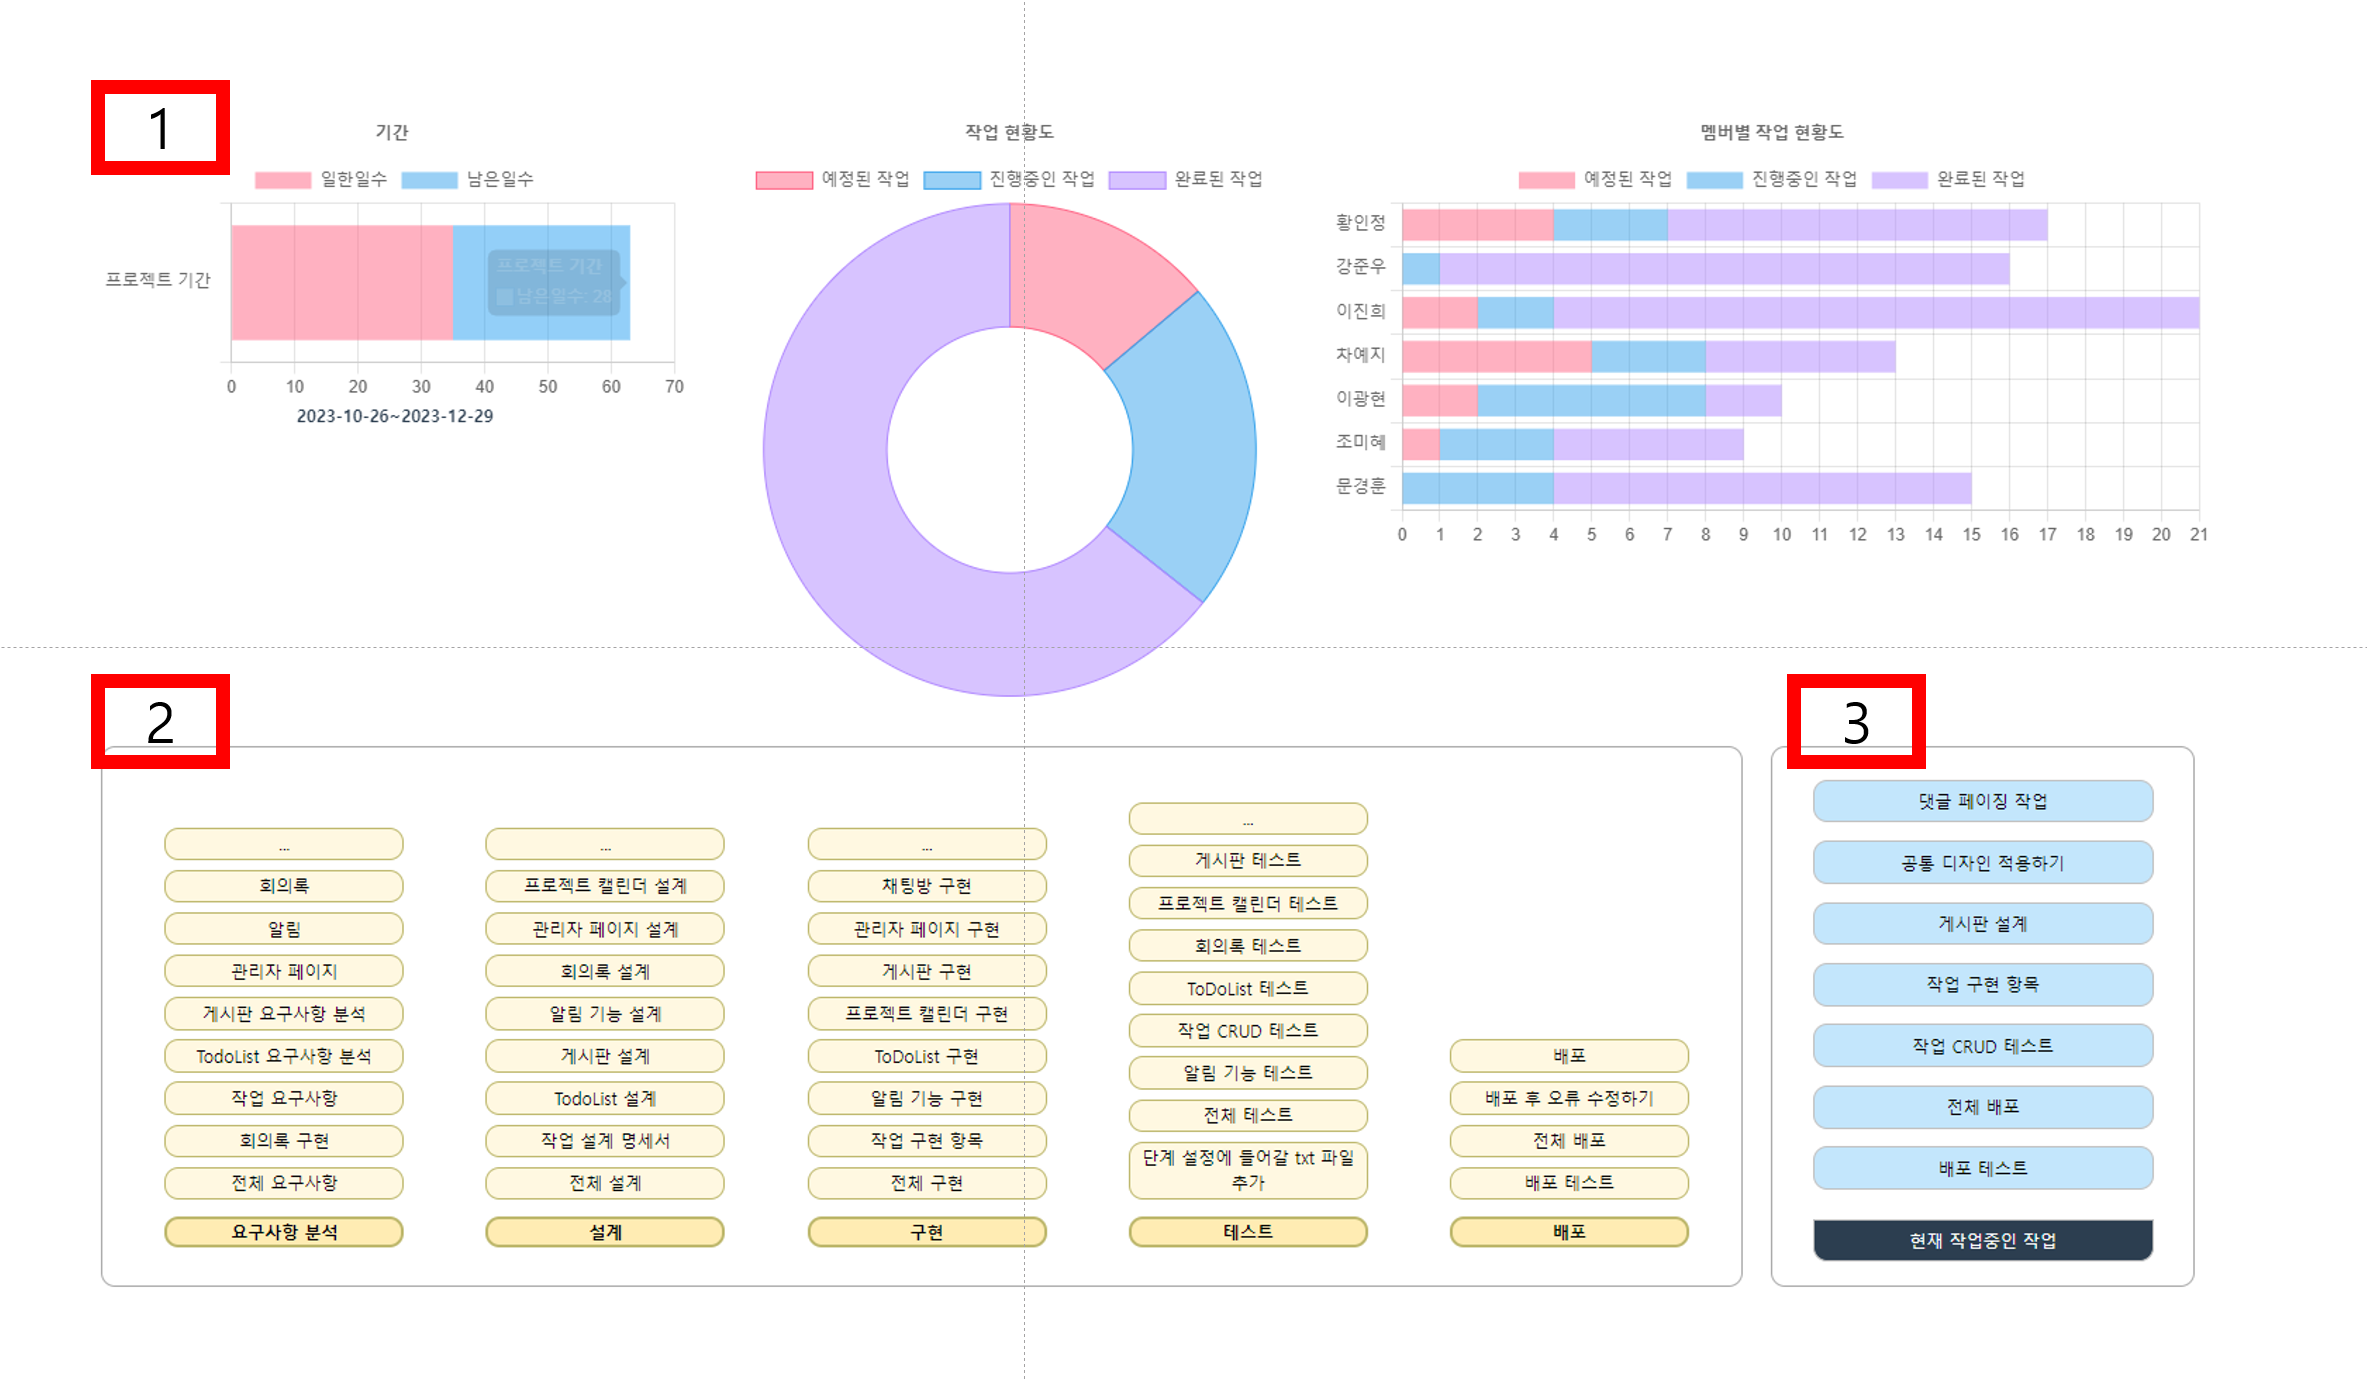 1
기간
일한일수
남은일수
프로젝트 기간
프로젝트 기간
남은일수: 28
0 10 20 30 40 50 60 70
2023-10-26~2023-12-29
작업 현황도
예정된 작업
진행중인 작업
완료된 작업
멤버별 작업 현황도
예정된 작업
진행중인 작업
완료된 작업
황인정
강준우
이진희
차예지
이광현
조미혜
문경훈
0 1 2 3 4 5 6 7 8 9 10 11 12 13 14 15 16 17 18 19 20 21
2
...
회의록
알림
관리자 페이지
게시판 요구사항 분석
TodoList 요구사항 분석
작업 요구사항
회의록 구현
전체 요구사항
요구사항 분석
...
프로젝트 캘린더 설계
관리자 페이지 설계
회의록 설계
알림 기능 설계
게시판 설계
TodoList 설계
작업 설계 명세서
전체 설계
설계
...
채팅방 구현
관리자 페이지 구현
게시판 구현
프로젝트 캘린더 구현
ToDoList 구현
알림 기능 구현
작업 구현 항목
전체 구현
구현
...
게시판 테스트
프로젝트 캘린더 테스트
회의록 테스트
ToDoList 테스트
작업 CRUD 테스트
알림 기능 테스트
전체 테스트
단계 설정에 들어갈 txt 파일
추가
테스트
배포
배포 후 오류 수정하기
전체 배포
배포 테스트
배포
3
댓글 페이징 작업
공통 디자인 적용하기
게시판 설계
작업 구현 항목
작업 CRUD 테스트
전체 배포
배포 테스트
현재 작업중인 작업